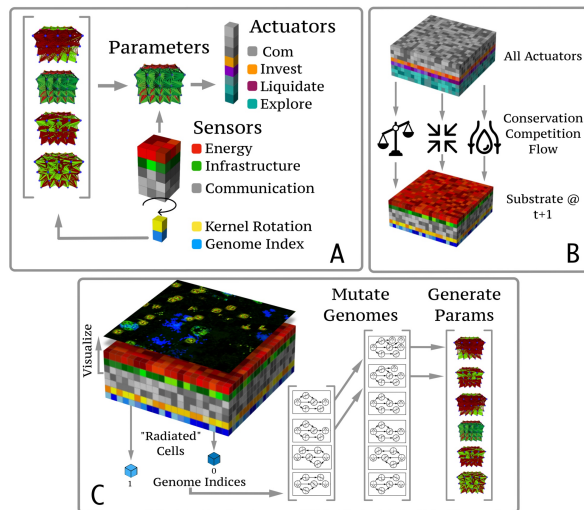 Parameters
Actuators
Com
Invest
Liquidate
Explore
Sensors
Energy
Infrastructure
Communication
Kernel Rotation
Genome Index
A
All Actuators
Conservation
Competition
Flow
Substrate @
t+1
B
Mutate
Genomes
Generate
Params
Visualize
"Radiated"
Cells
1
0
Genome Indices
C